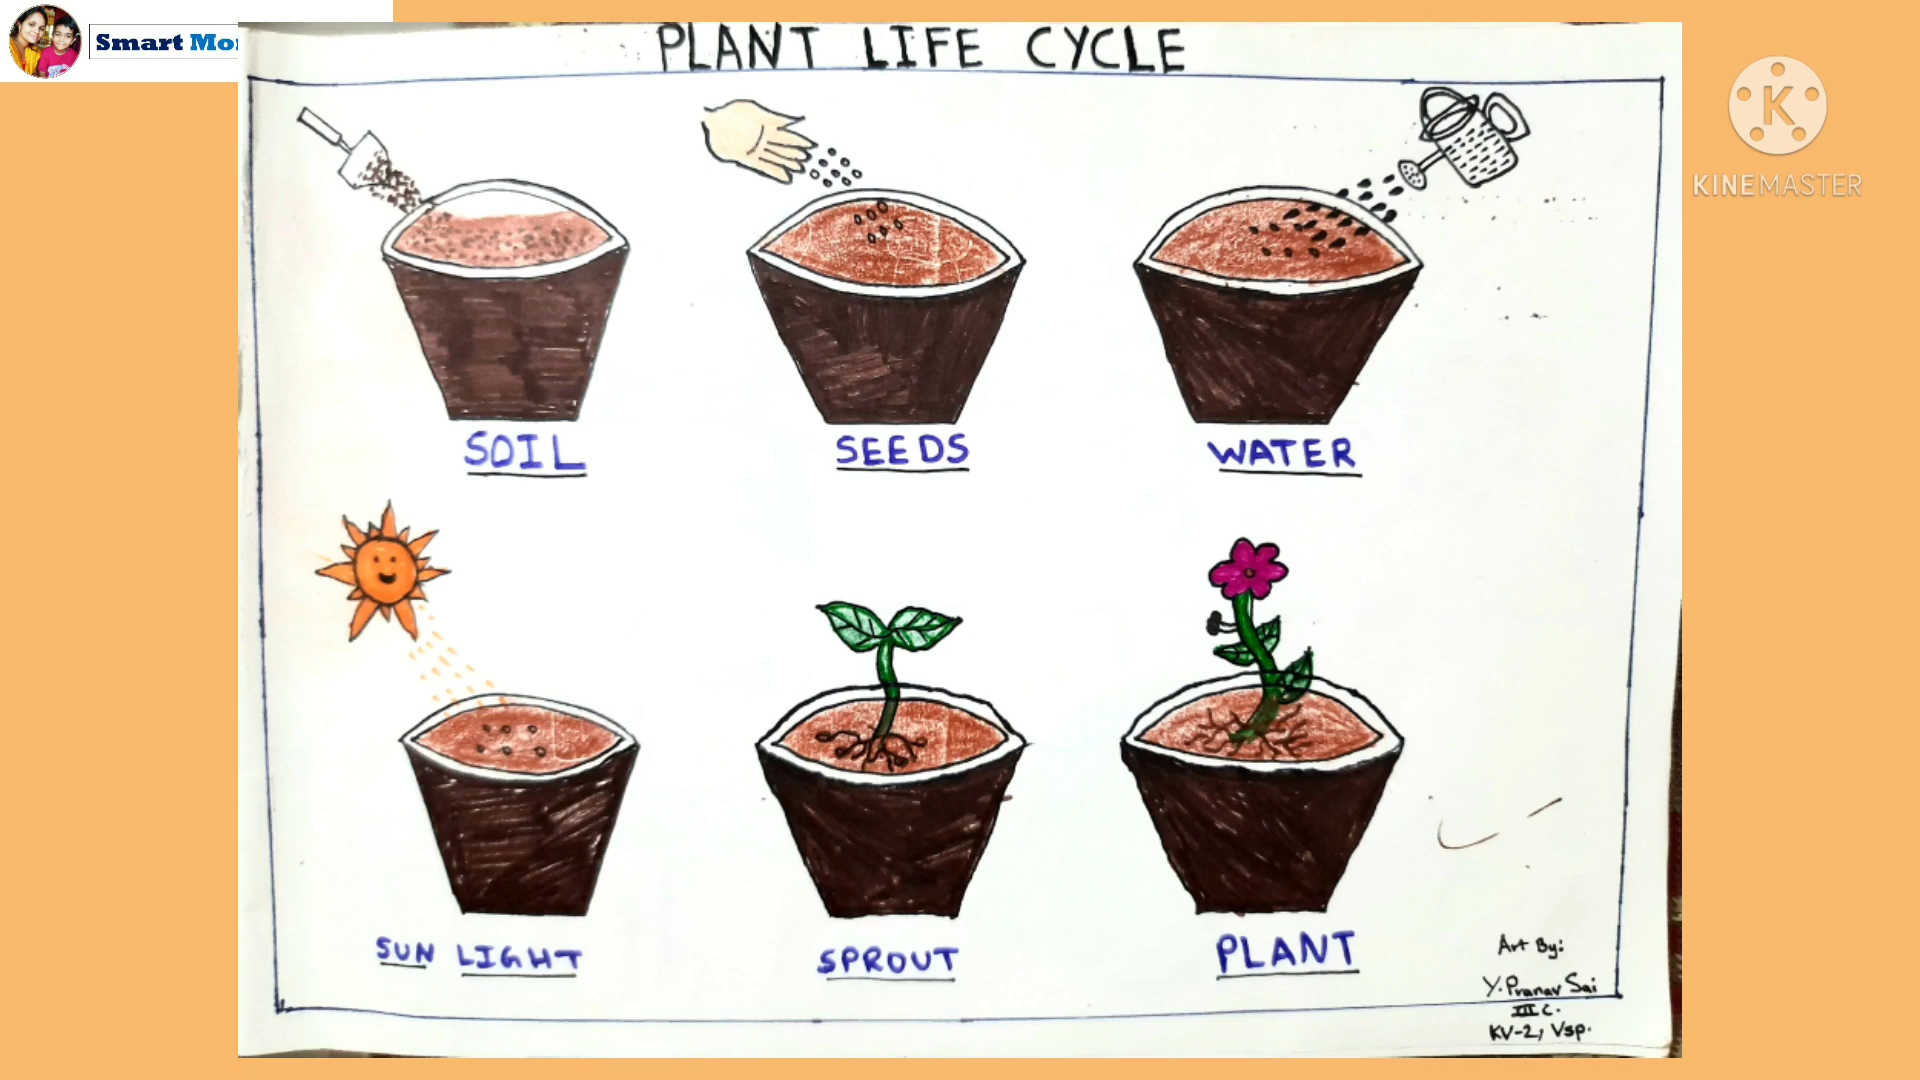 Smart Mo
PLANT LIFE CYCLE
KINEMASTER
SOIL
SEEDS
WATER
SUN LIGHT
SPROUT
PLANT
Art By:
Y. Pranav Sai
III C.
KV-2, Vsp.